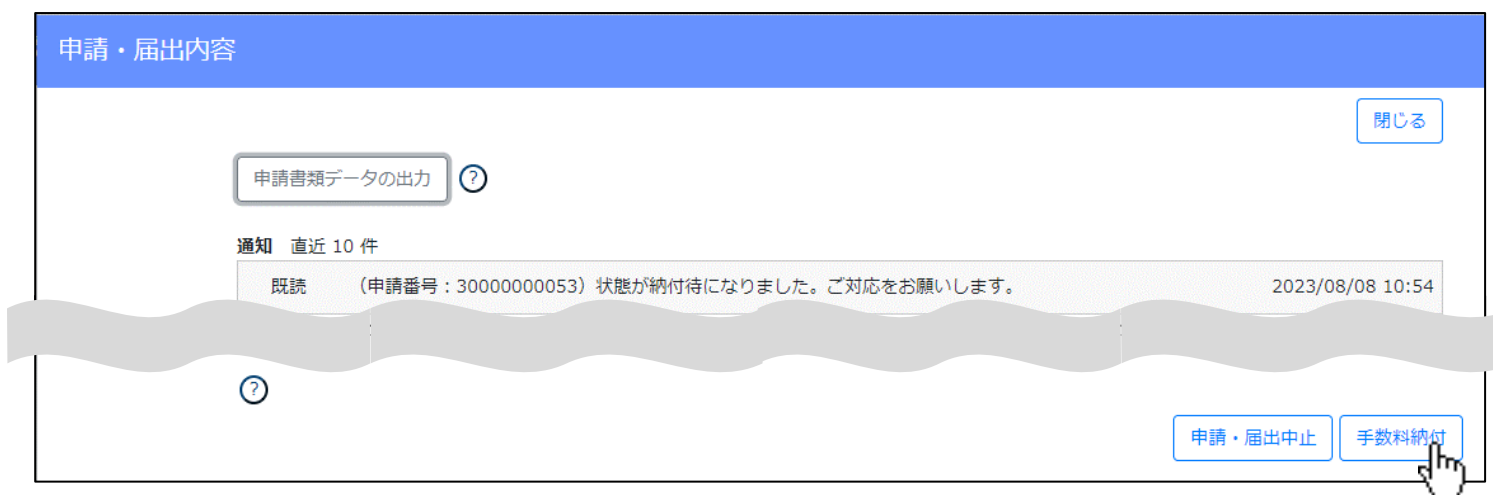 申請・届出内容
閉じる
申請書類データの出力 ?
通知 直近 10 件
既読 （申請番号：30000000053）状態が納付待になりました。ご対応をお願いします。 2023/08/08 10:54
?
申請・届出中止 手数料納付